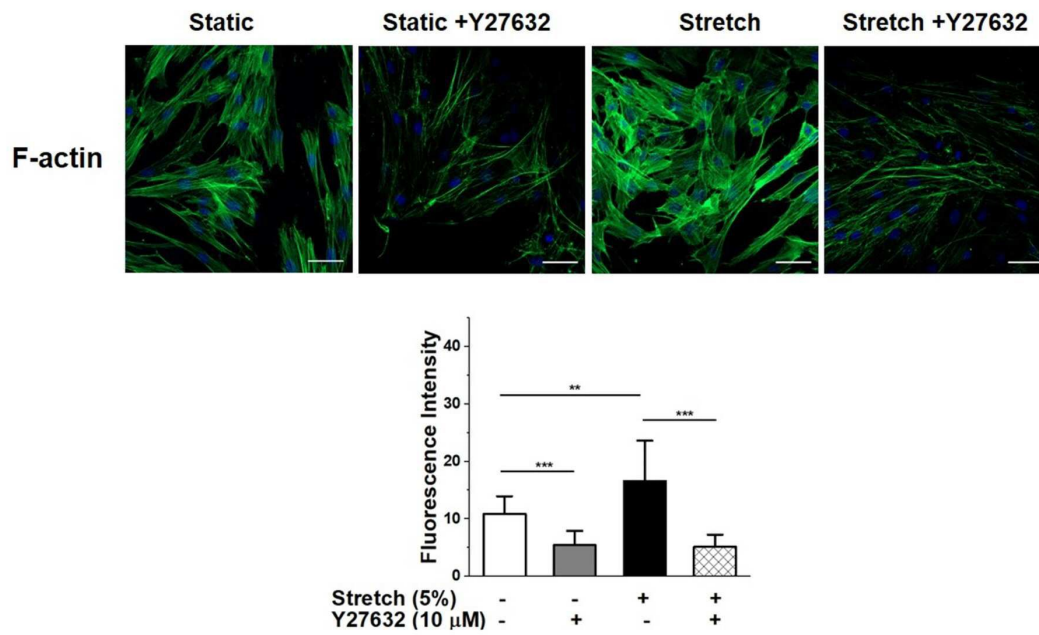 Static Static +Y27632 Stretch Stretch +Y27632
F-actin
Fluorescence Intensity
40
30
20
10
0
**
***
***
Stretch (5%) - - + +
Y27632 (10 μM) - + - +